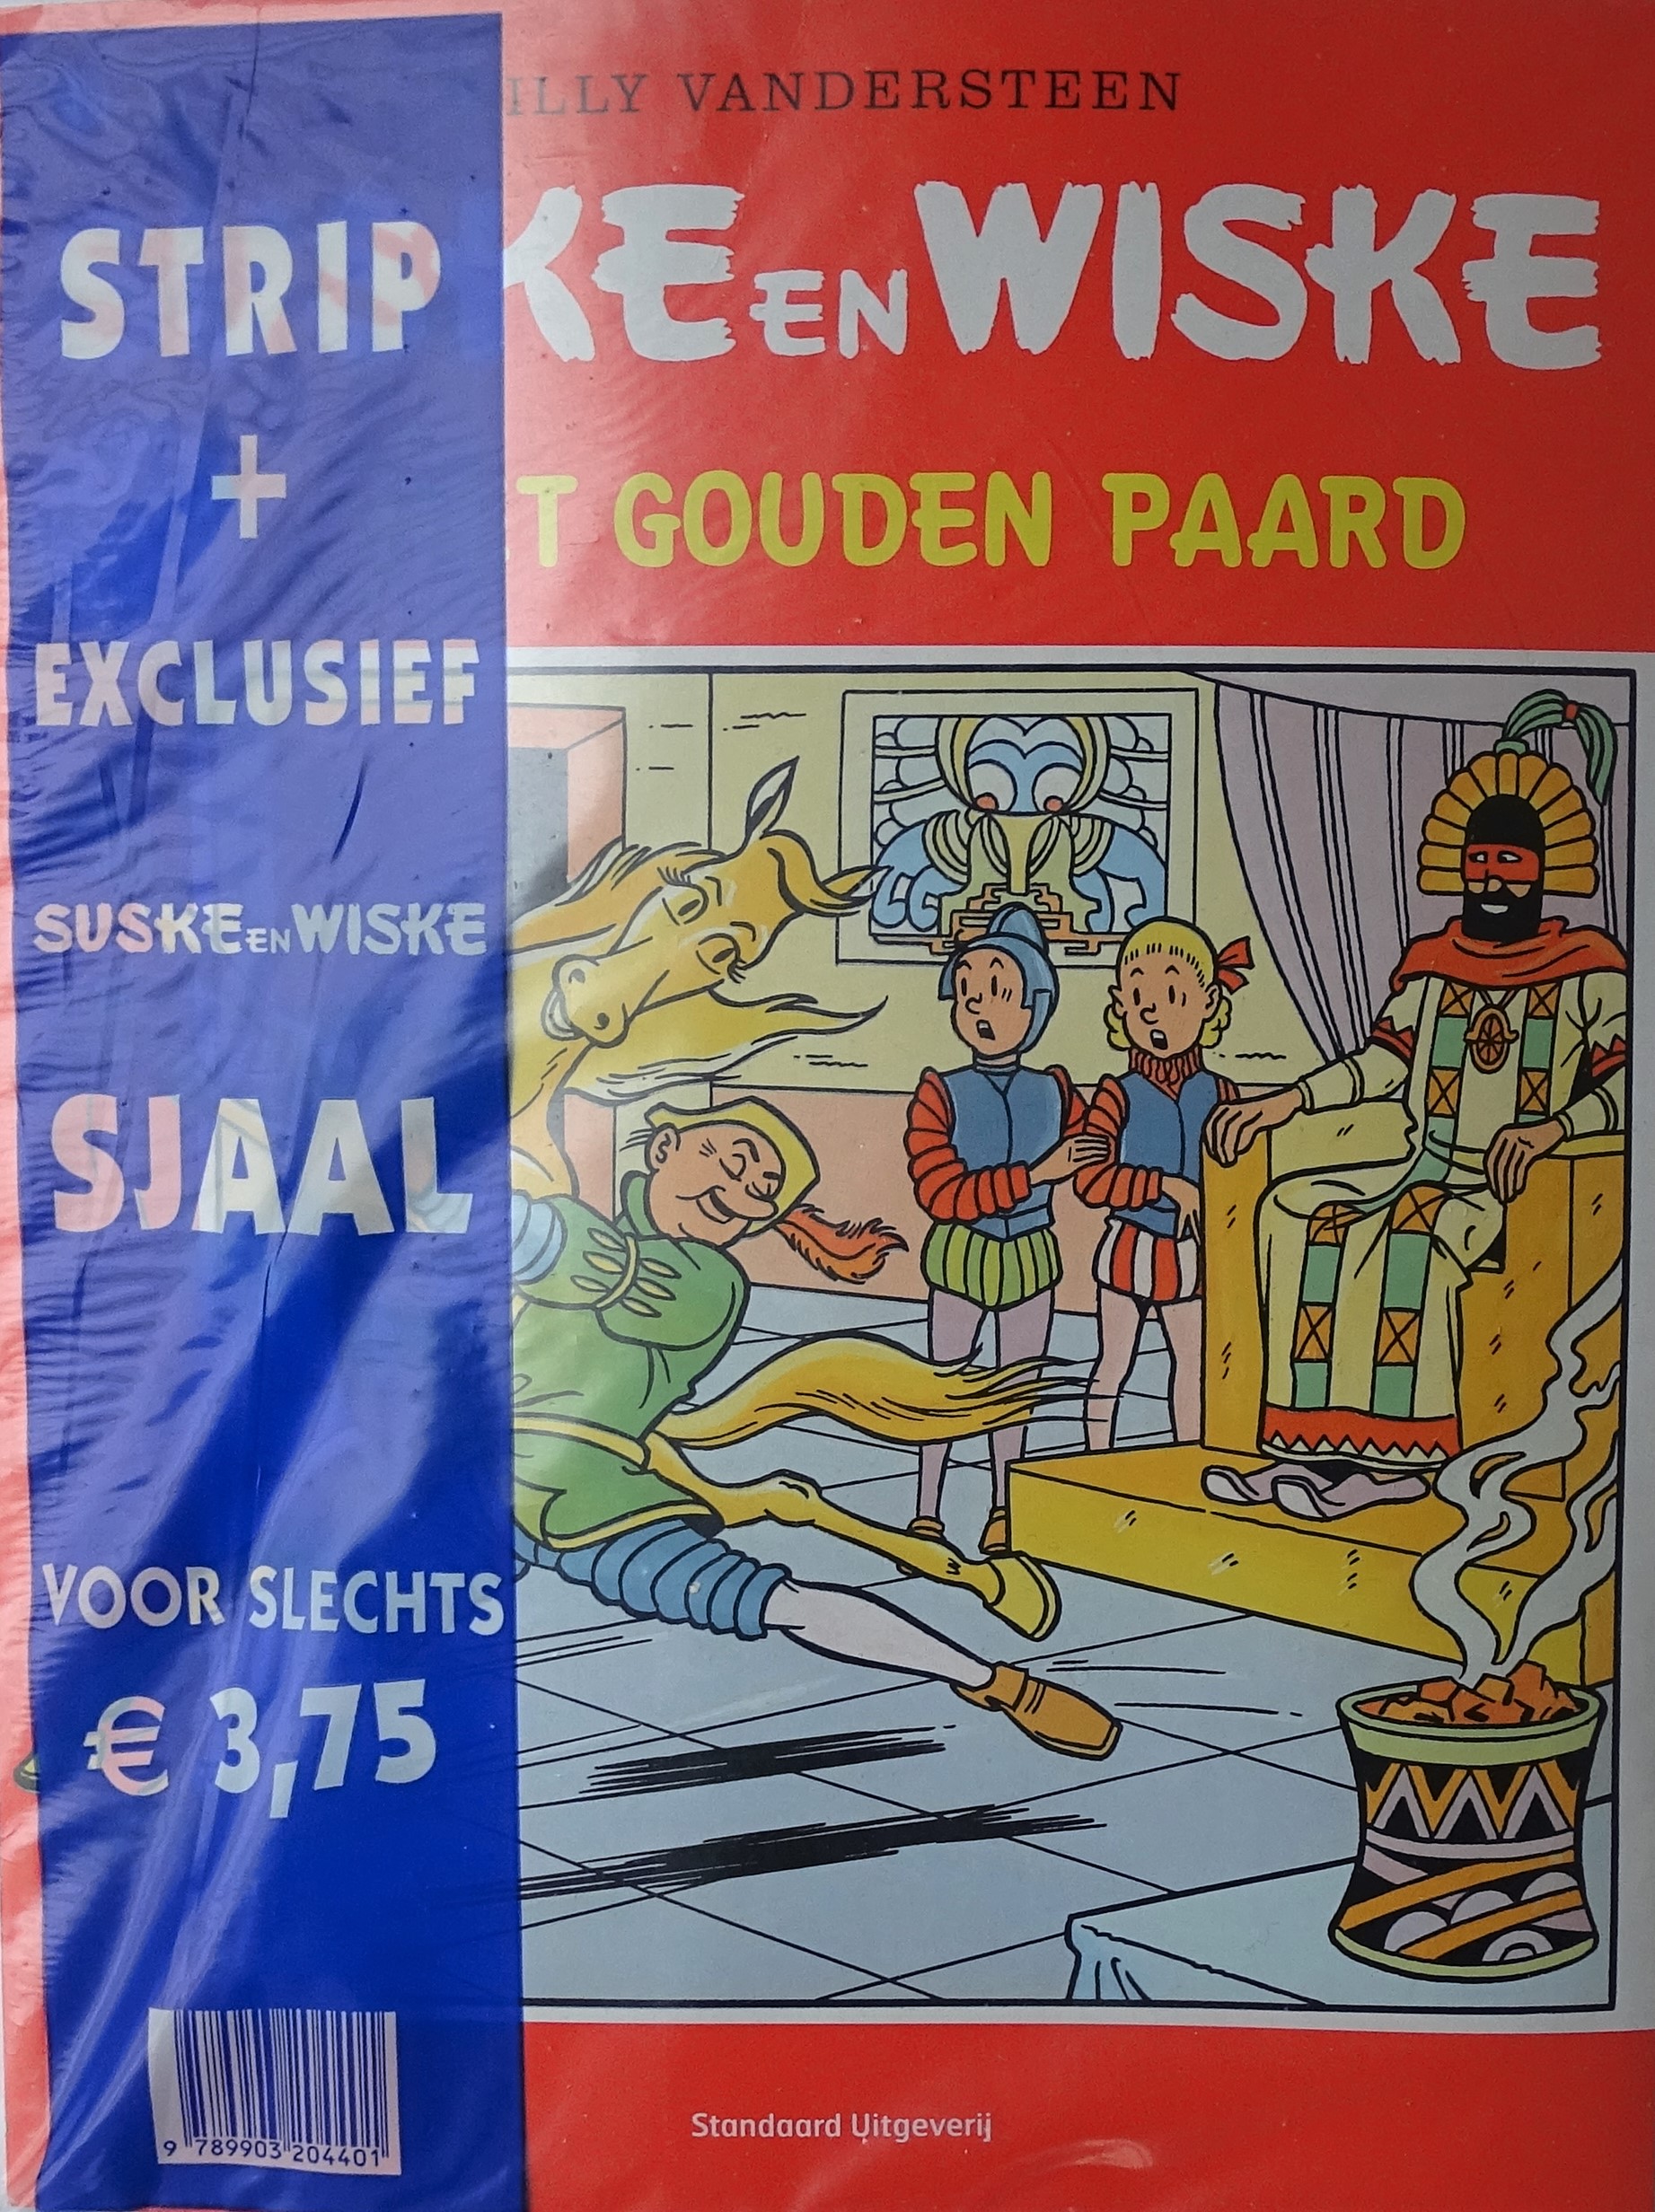 ILLY VANDERSTEEN
KE EN WISKE
T GOUDEN PAARD
STRIP
+
EXCLUSIEF
SUSKE EN WISKE
SJAAL
VOOR SLECHTS
€ 3,75
9 789903 204401
Standaard Uitgeverij